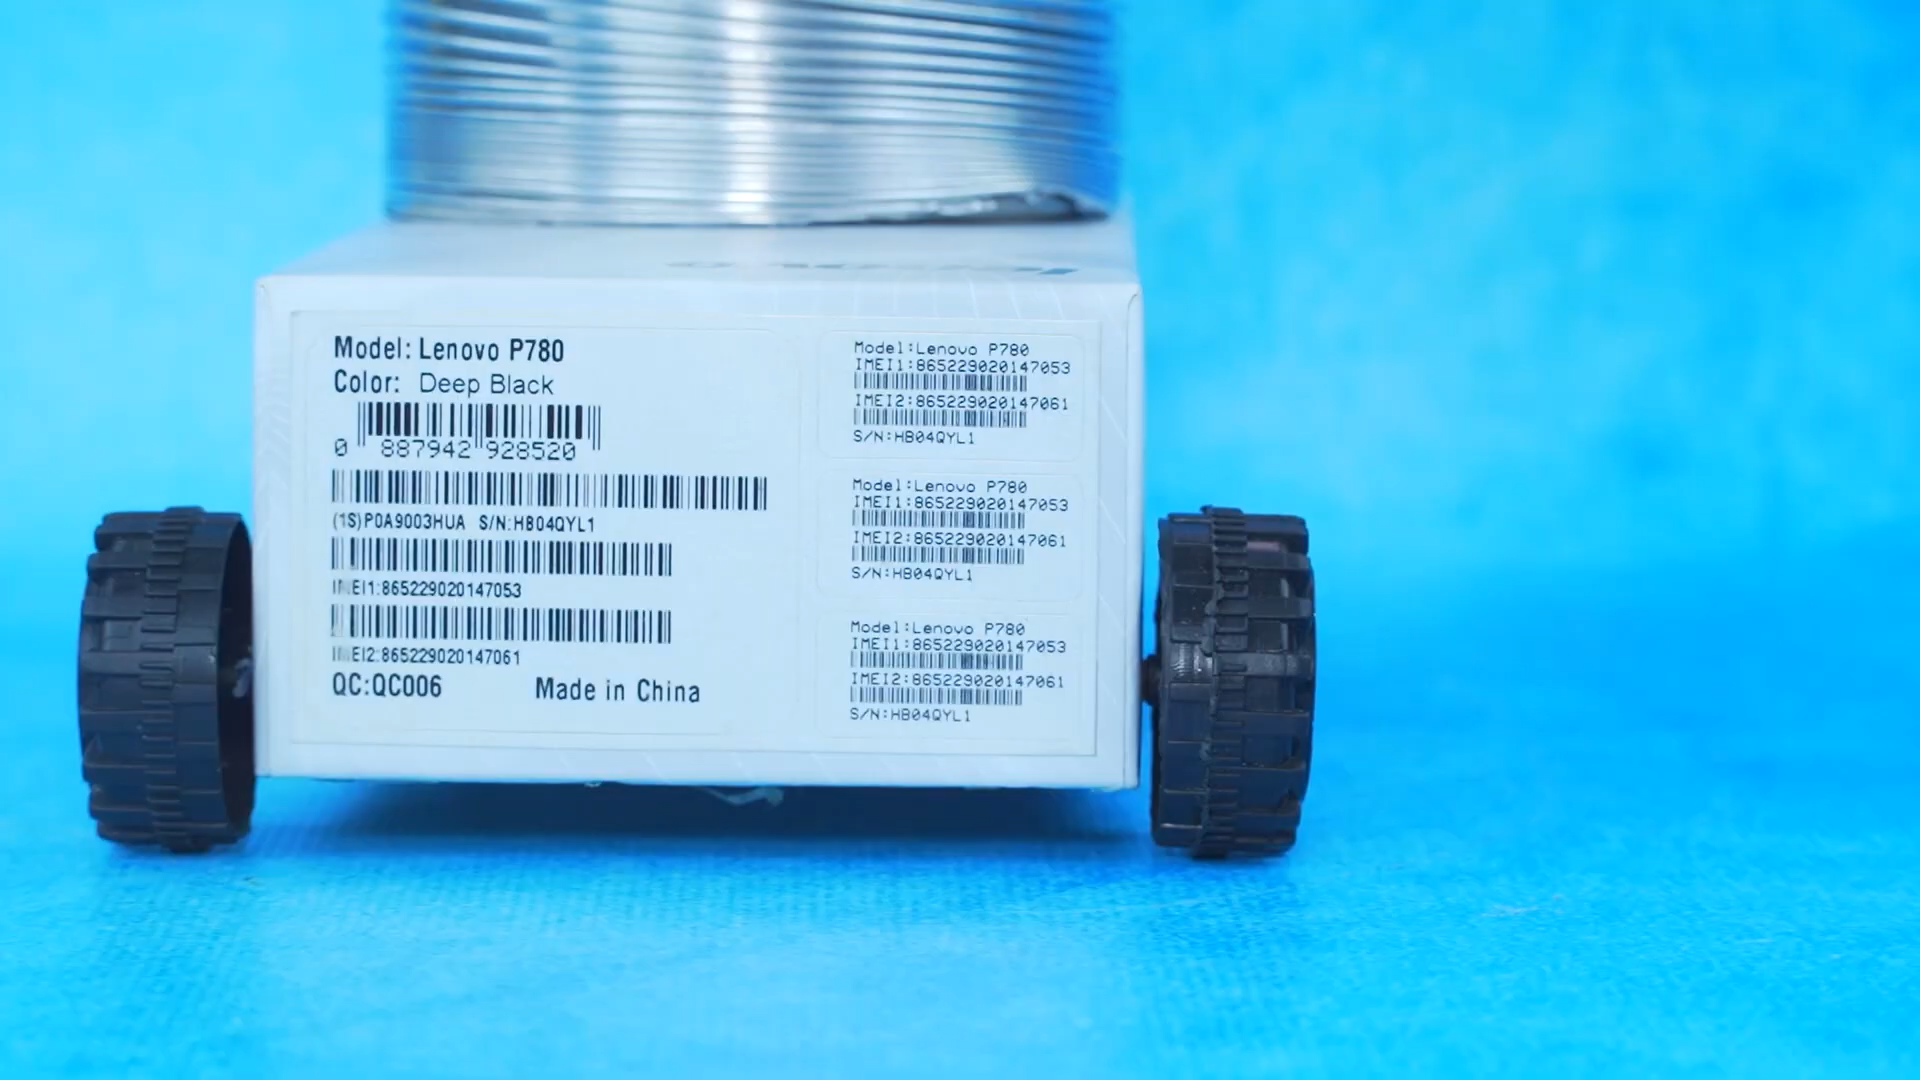 Model: Lenovo P780
Color: Deep Black
0 887942 928520
(1S)P0A9003HUA S/N:HB04QYL1
IMEI1:865229020147053
IMEI2:865229020147061
QC:QC006 Made in China
Model:Lenovo P780
IMEI1:865229020147053
IMEI2:865229020147061
S/N:HB04QYL1
Model:Lenovo P780
IMEI1:865229020147053
IMEI2:865229020147061
S/N:HB04QYL1
Model:Lenovo P780
IMEI1:865229020147053
IMEI2:865229020147061
S/N:HB04QYL1